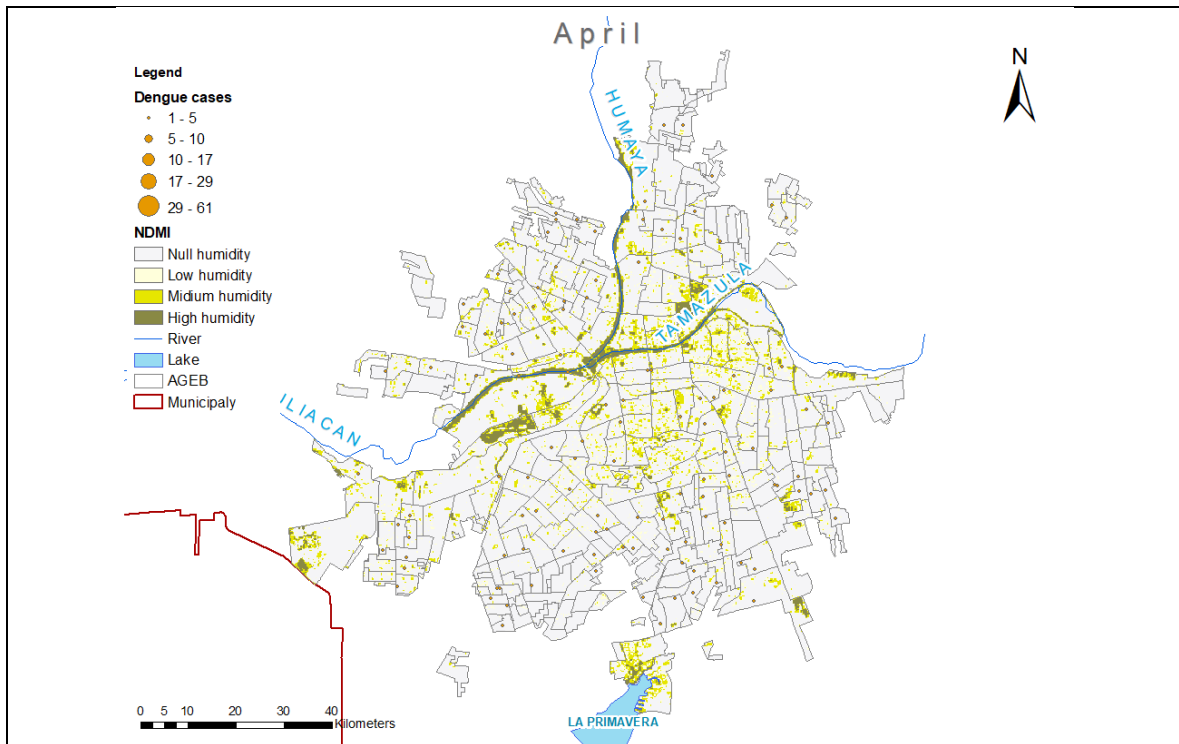 April
N
Legend
Dengue cases
1 - 5
5 - 10
10 - 17
17 - 29
29 - 61
NDMI
Null humidity
Low humidity
Midium humidity
High humidity
River
Lake
AGEB
Municipaly
HUMAYA
TAMAZULA
ILIACAN
LA PRIMAVERA
0 5 10 20 30 40
Kilometers